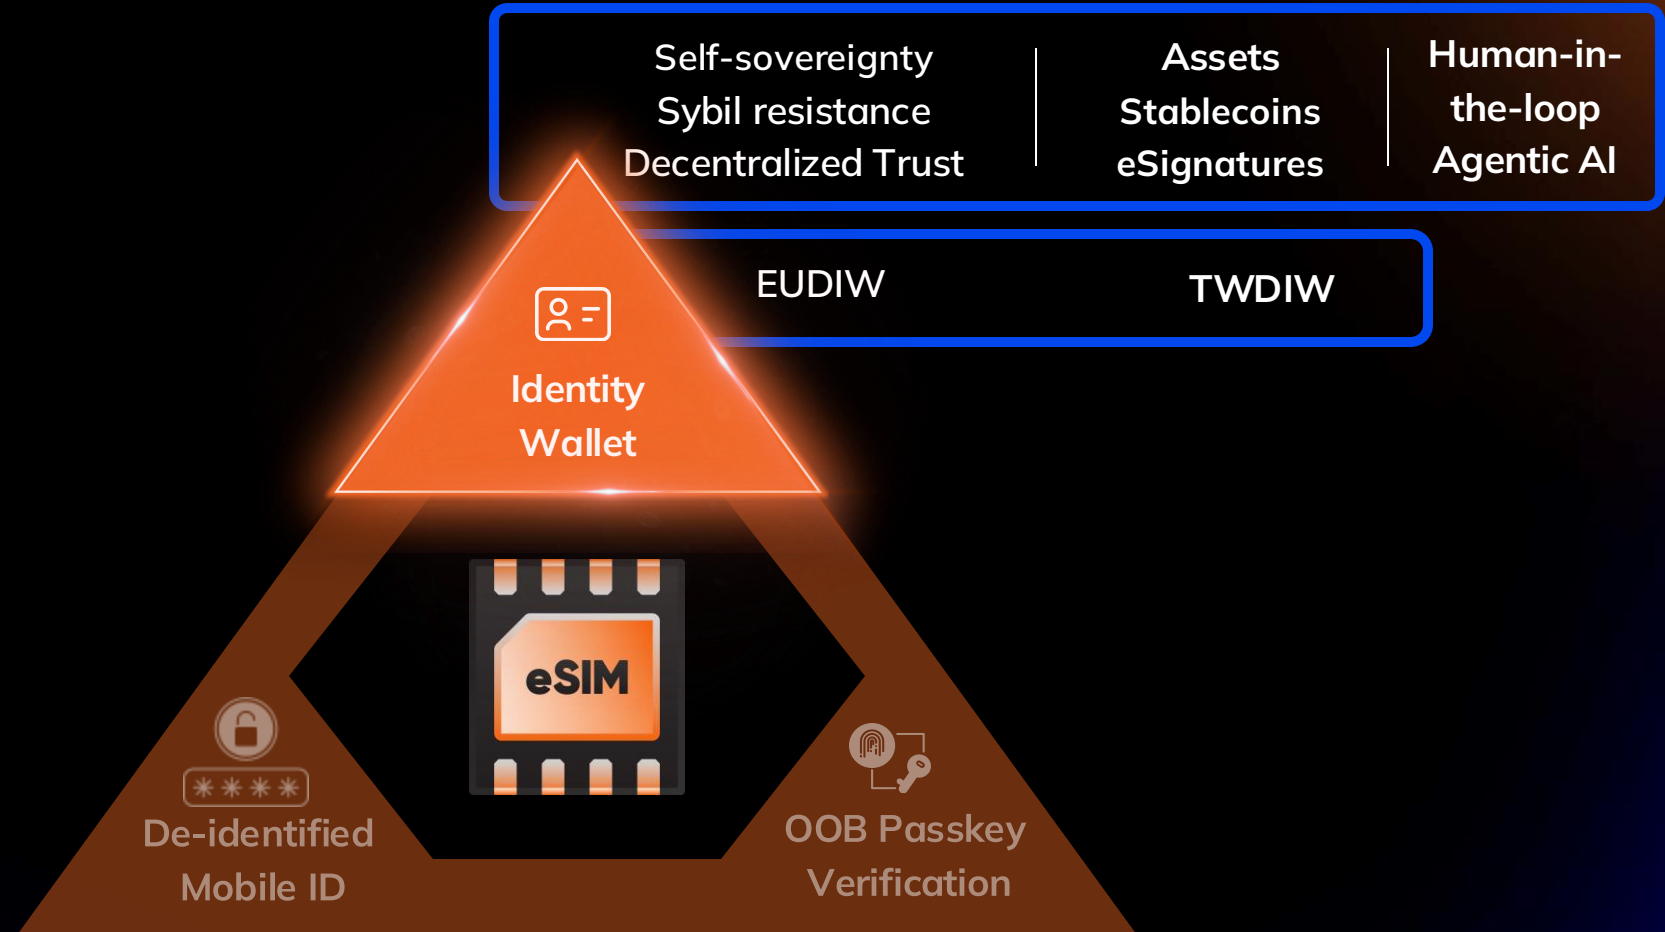 Self-sovereignty
Sybil resistance
Decentralized Trust
Assets
Stablecoins
eSignatures
Human-in-
the-loop
Agentic AI
EUDIW
TWDIW
Identity
Wallet
eSIM
****
De-identified
Mobile ID
OOB Passkey
Verification